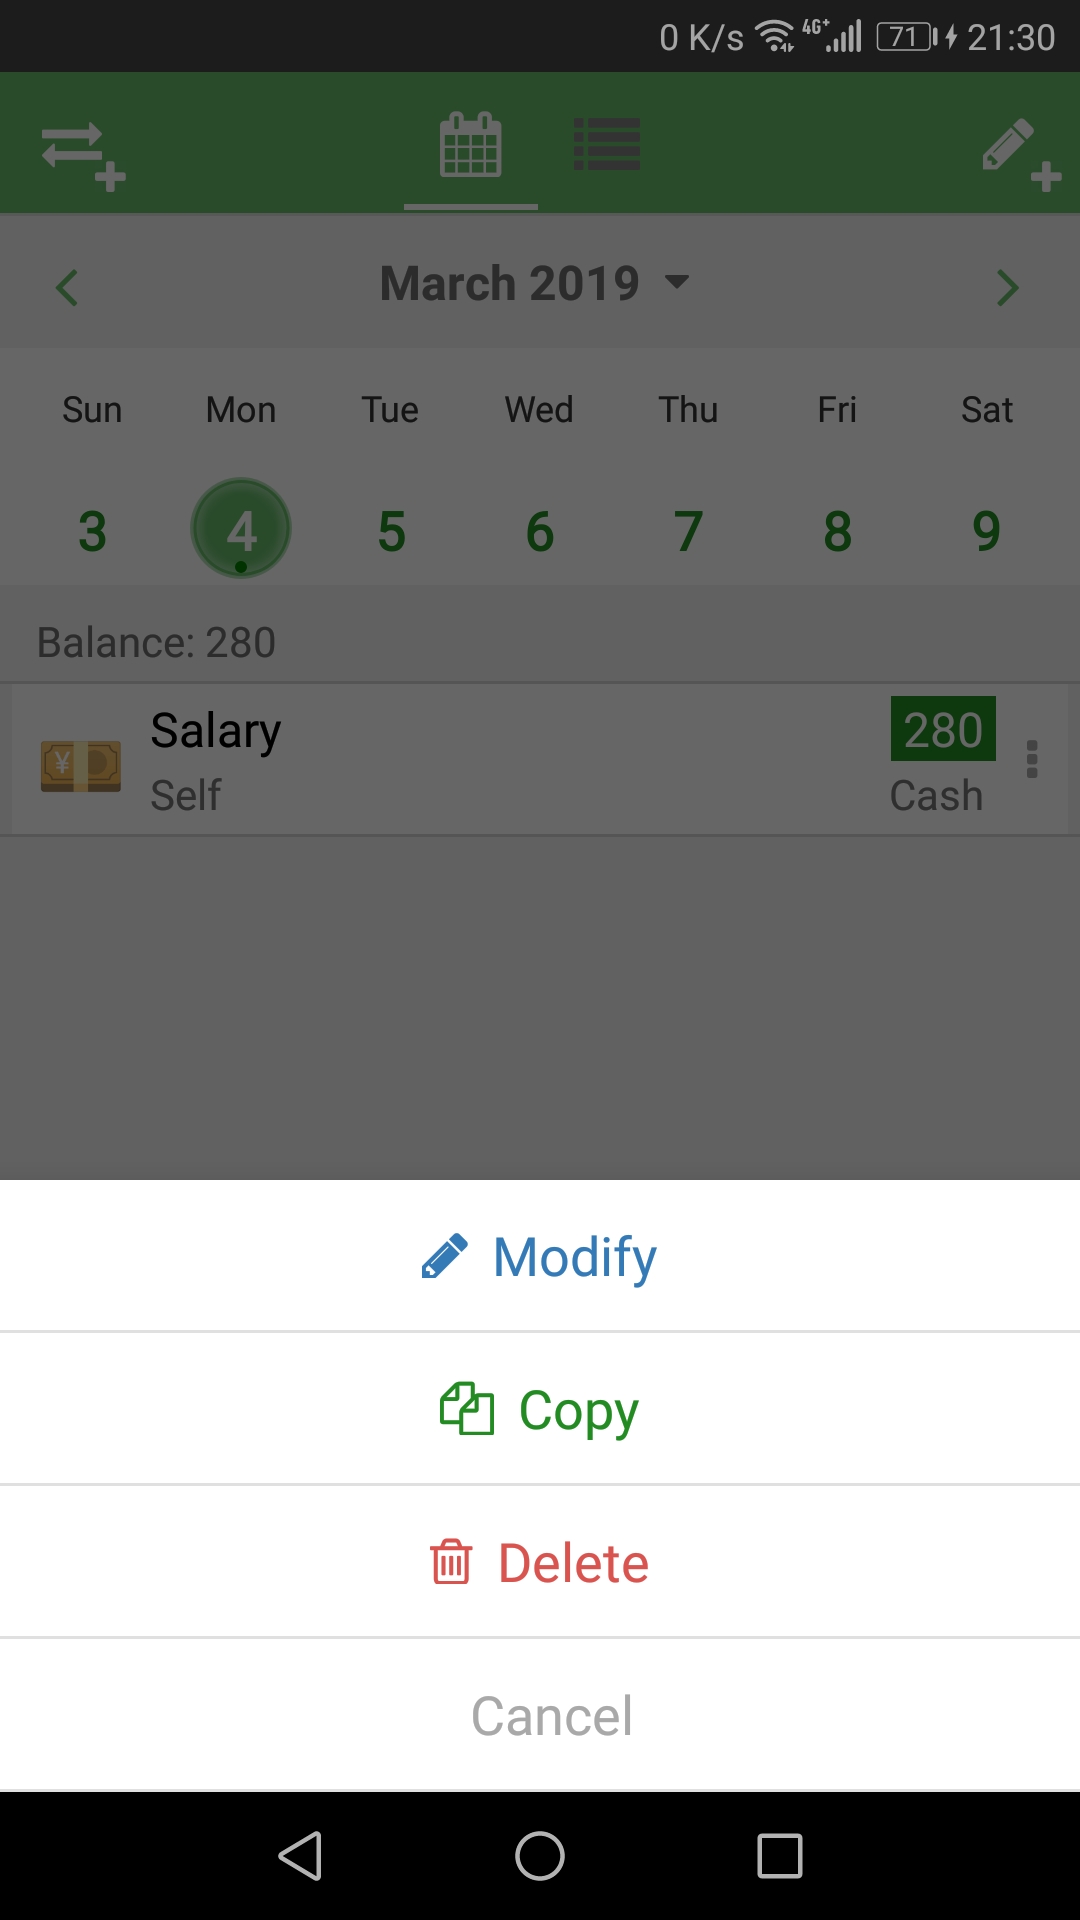 0 K/s 4G+ 71 21:30
March 2019
Sun Mon Tue Wed Thu Fri Sat
3 4 5 6 7 8 9
Balance: 280
¥ Salary 280
Self Cash
Modify
Copy
Delete
Cancel